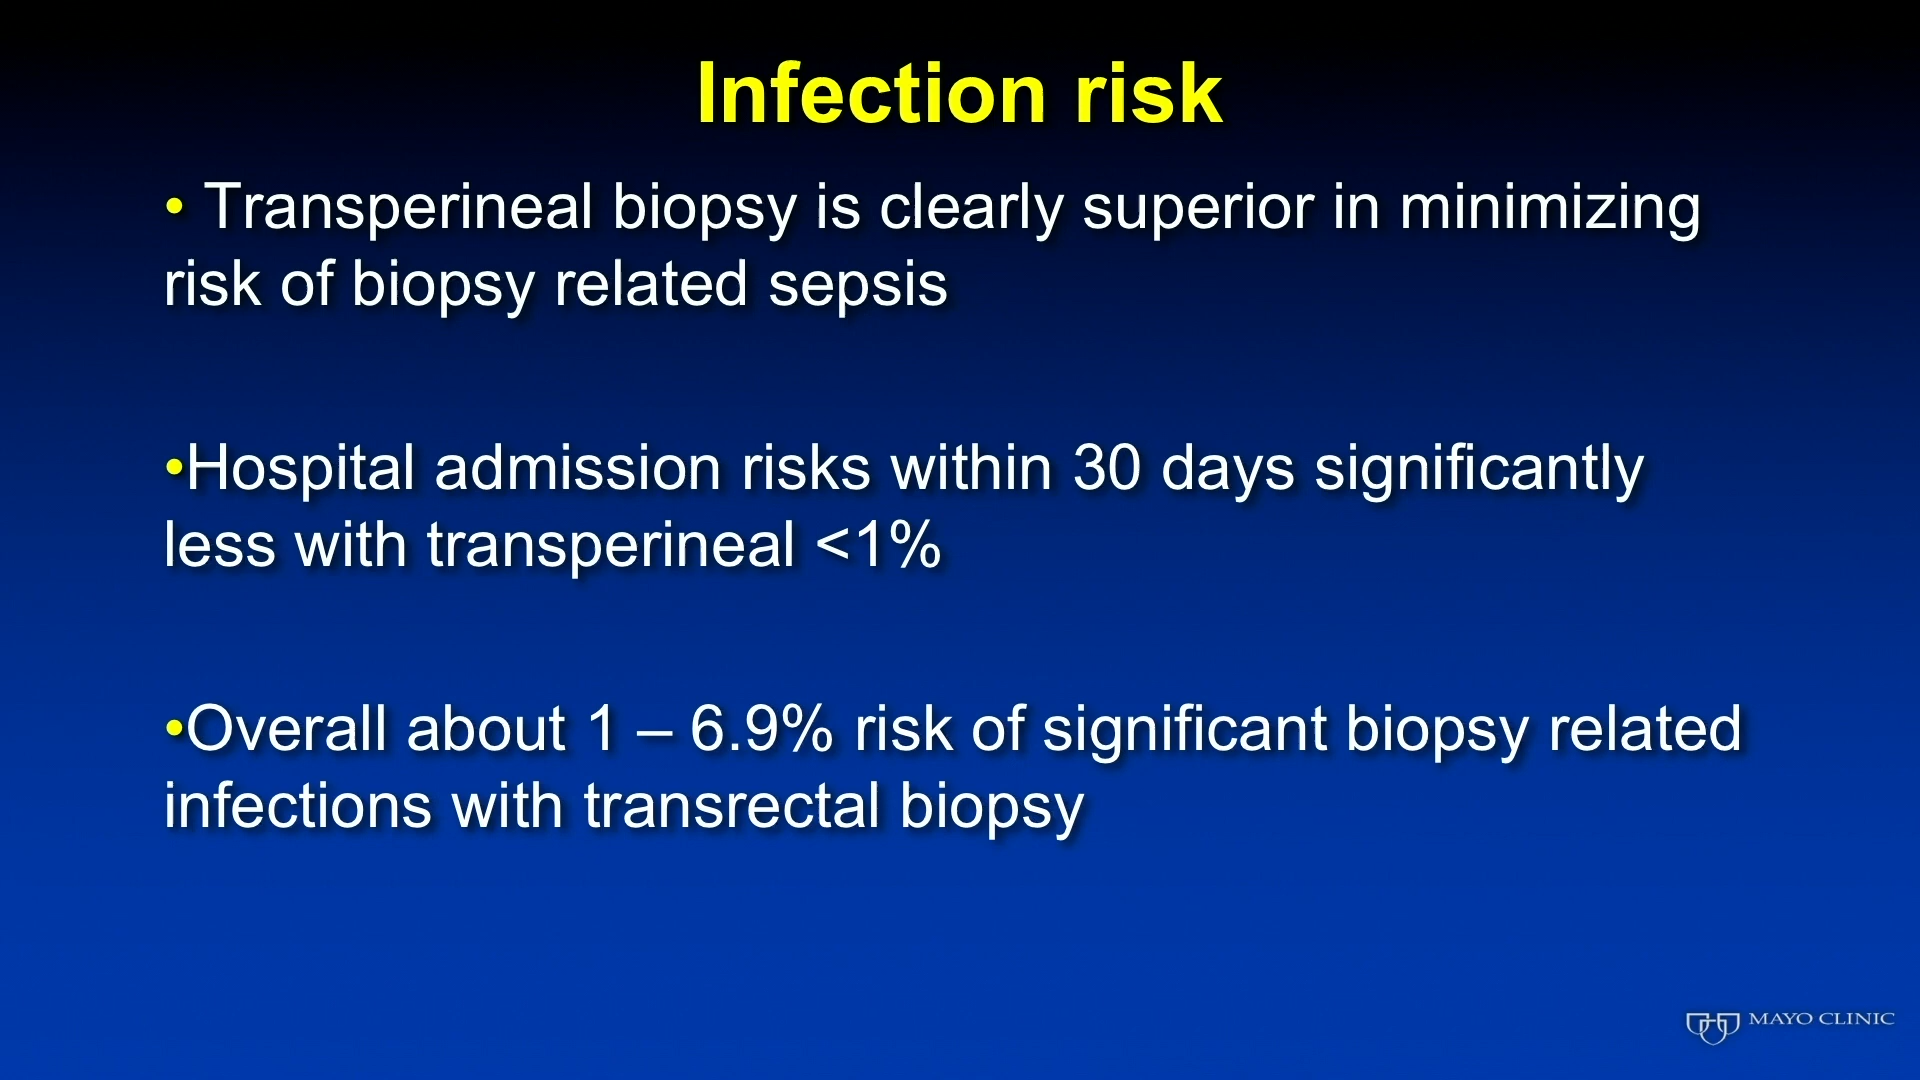 Infection risk
• Transperineal biopsy is clearly superior in minimizing
risk of biopsy related sepsis
•Hospital admission risks within 30 days significantly
less with transperineal <1%
•Overall about 1 – 6.9% risk of significant biopsy related
infections with transrectal biopsy
MAYO CLINIC